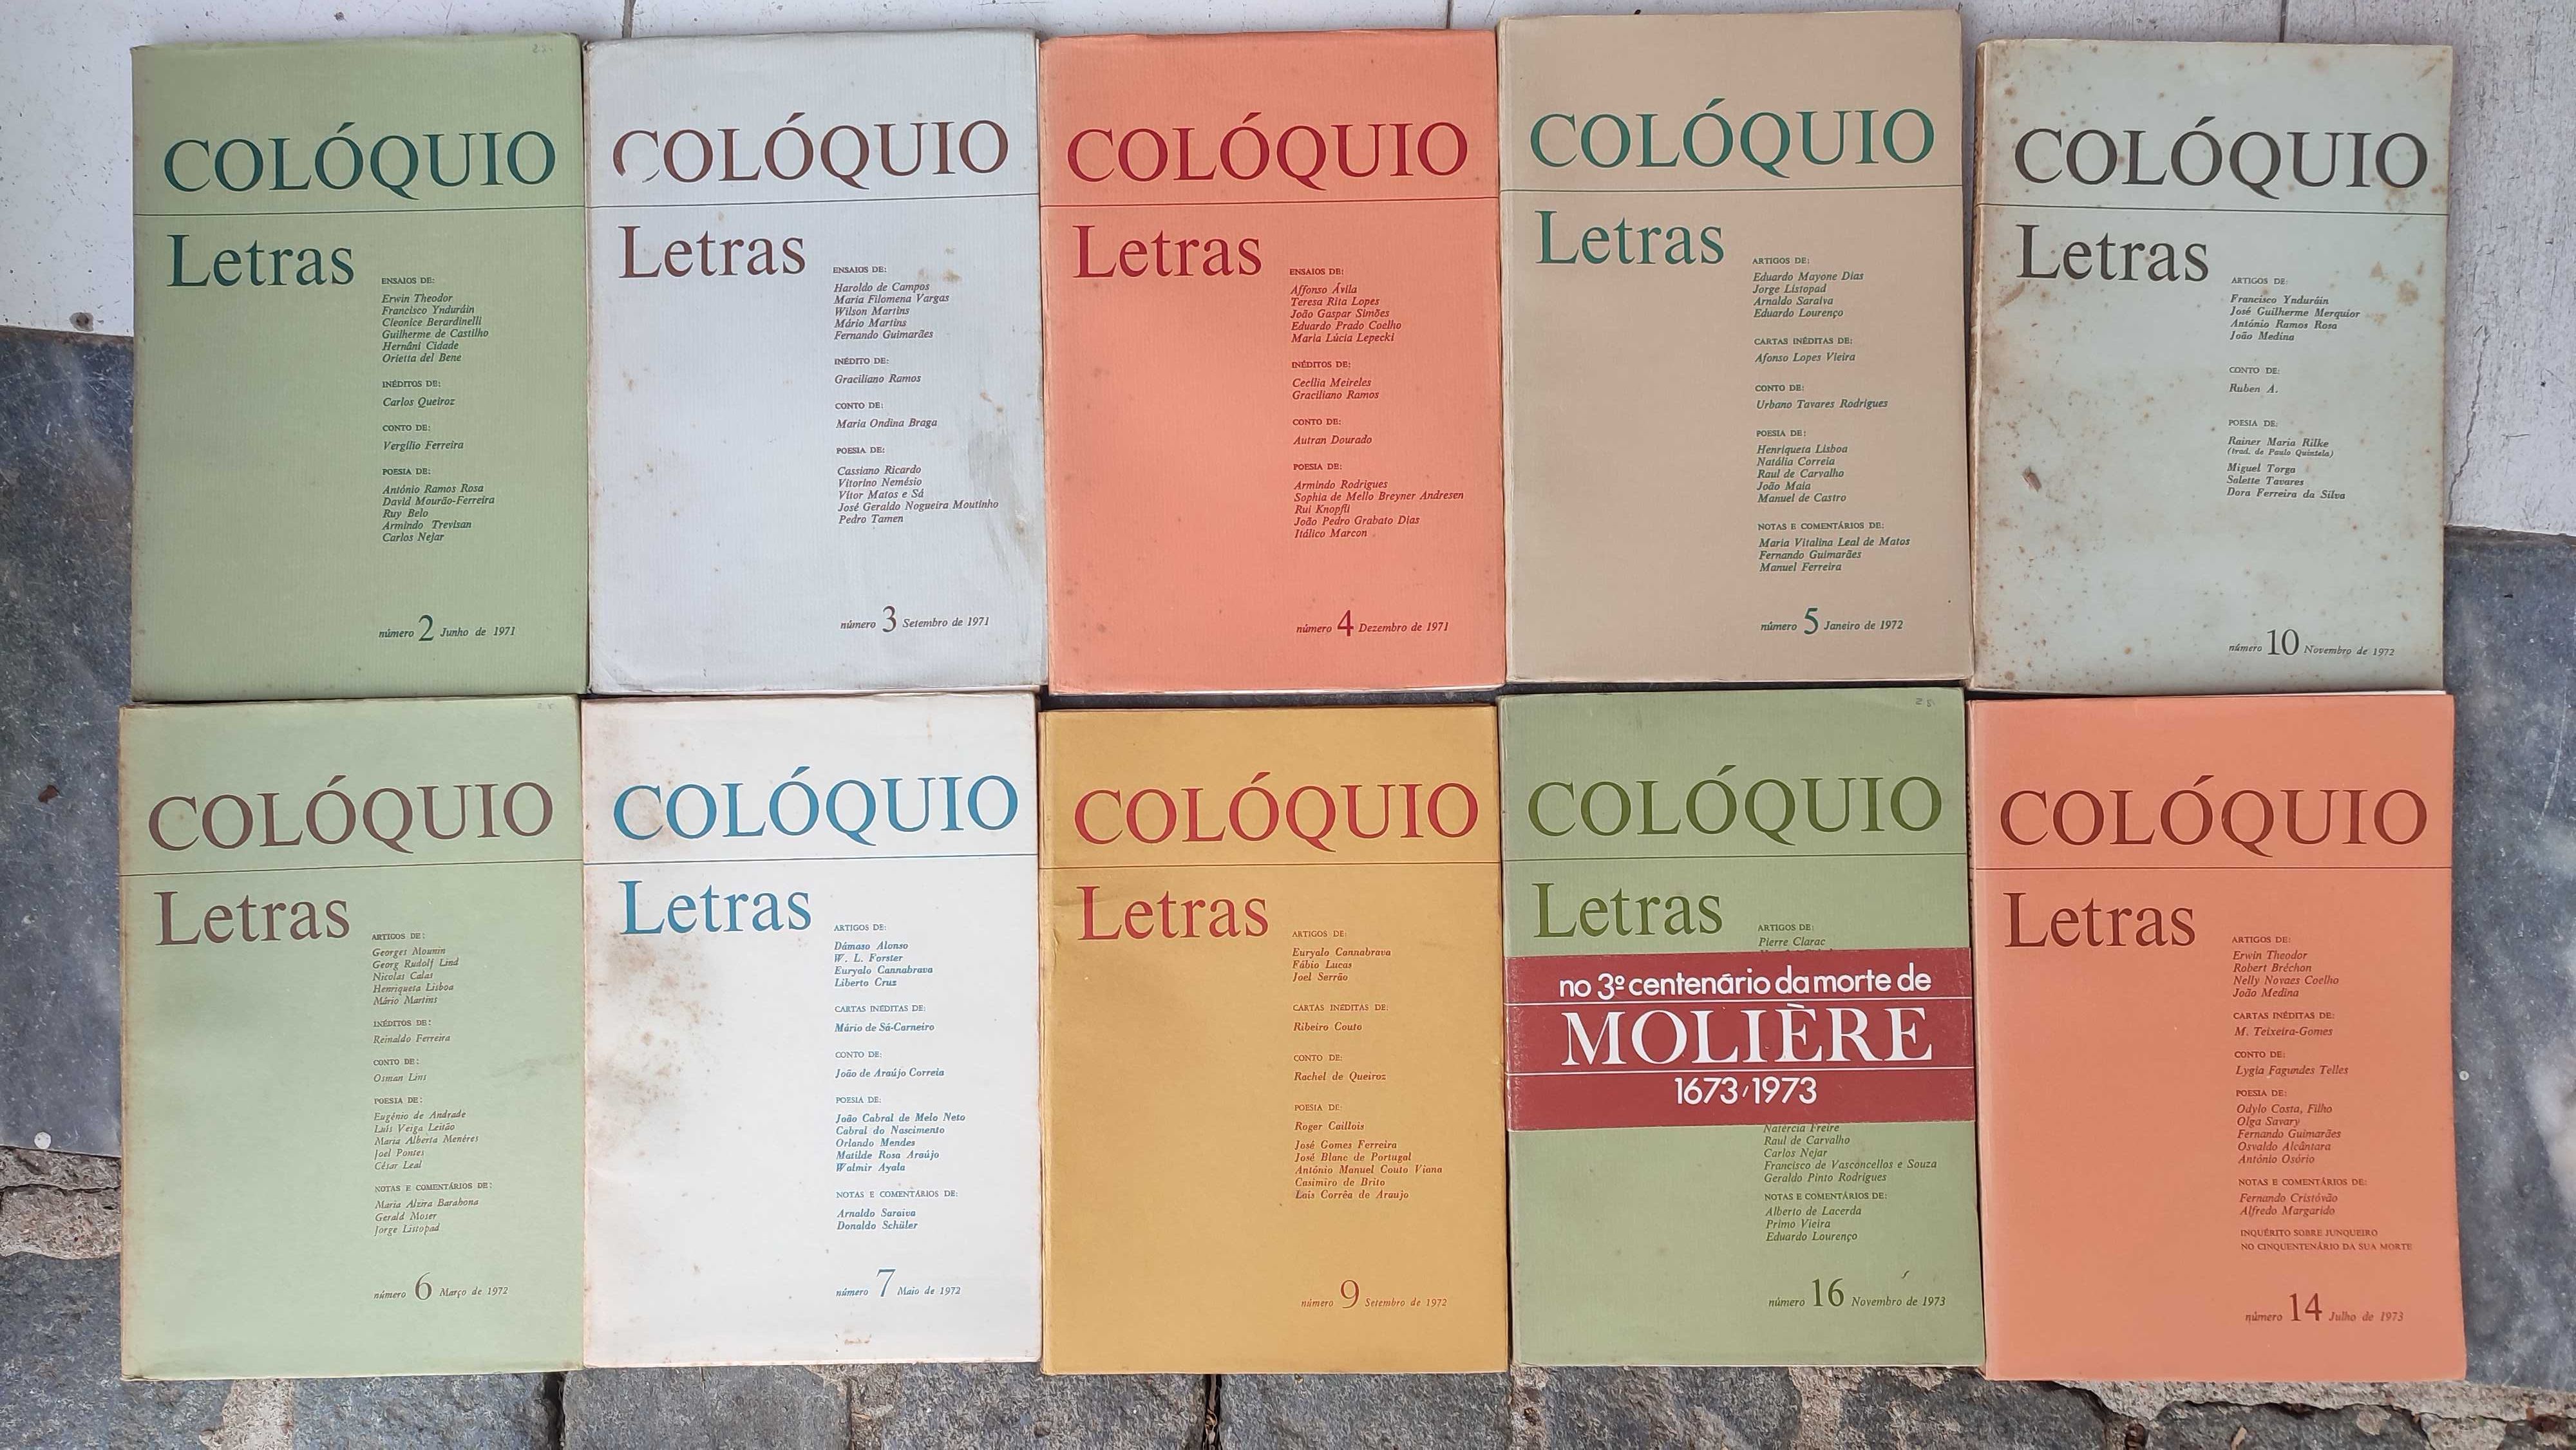 COLÓQUIO
Letras
ENSAIOS DE:
Erwin Theodor
Francisco Ynduráin
Cleonice Berardinelli
Guilherme de Castilho
Hernâni Cidade
Orietta del Bene
INÉDITOS DE:
Carlos Queiroz
CONTO DE:
Vergílio Ferreira
POESIA DE:
António Ramos Rosa
David Mourão-Ferreira
Ruy Belo
Armindo Trevisan
Carlos Nejar
número 2 Junho de 1971
COLÓQUIO
Letras
ENSAIOS DE:
Haroldo de Campos
Maria Filomena Vargas
Wilson Martins
Mário Martins
Fernando Guimarães
INÉDITO DE:
Graciliano Ramos
CONTO DE:
Maria Ondina Braga
POESIA DE:
Cassiano Ricardo
Vitorino Nemésio
Vítor Matos e Sá
José Geraldo Nogueira Moutinho
Pedro Tamen
número 3 Setembro de 1971
COLÓQUIO
Letras
ENSAIOS DE:
Affonso Ávila
Teresa Rita Lopes
João Gaspar Simões
Eduardo Prado Coelho
Maria Lúcia Lepecki
INÉDITOS DE:
Cecília Meireles
Graciliano Ramos
CONTO DE:
Autran Dourado
POESIA DE:
Armindo Rodrigues
Sophia de Mello Breyner Andresen
Rui Knopfli
João Pedro Grabato Dias
Itálico Marcon
número 4 Dezembro de 1971
COLÓQUIO
Letras
ARTIGOS DE:
Eduardo Mayone Dias
Jorge Listopad
Arnaldo Saraiva
Eduardo Lourenço
CARTAS INÉDITAS DE:
Afonso Lopes Vieira
CONTO DE:
Urbano Tavares Rodrigues
POESIA DE:
Henriqueta Lisboa
Natália Correia
Raul de Carvalho
João Maia
Manuel de Castro
NOTAS E COMENTÁRIOS DE:
Maria Vitalina Leal de Matos
Fernando Guimarães
Manuel Ferreira
número 5 Janeiro de 1972
COLÓQUIO
Letras
ARTIGOS DE:
Francisco Ynduráin
José Guilherme Merquior
António Ramos Rosa
João Medina
CONTO DE:
Ruben A.
POESIA DE:
Rainer Maria Rilke
(trad. de Paulo Quintela)
Miguel Torga
Salette Tavares
Dora Ferreira da Silva
número 10 Novembro de 1972
COLÓQUIO
Letras
ARTIGOS DE:
Georges Mounin
Georg Rudolf Lind
Nicolas Calas
Henriqueta Lisboa
Mário Martins
INÉDITOS DE:
Reinaldo Ferreira
CONTO DE:
Osman Lins
POESIA DE:
Eugénio de Andrade
Luís Veiga Leitão
Maria Alberta Menéres
Joel Pontes
César Leal
NOTAS E COMENTÁRIOS DE:
Maria Alzira Barahona
Gerald Moser
Jorge Listopad
número 6 Março de 1972
COLÓQUIO
Letras
ARTIGOS DE:
Dámaso Alonso
W. L. Forster
Euryalo Cannabrava
Liberto Cruz
CARTAS INÉDITAS DE:
Mário de Sá-Carneiro
CONTO DE:
João de Araújo Correia
POESIA DE:
João Cabral de Melo Neto
Cabral do Nascimento
Orlando Mendes
Matilde Rosa Araújo
Walmir Ayala
NOTAS E COMENTÁRIOS DE:
Arnaldo Saraiva
Donaldo Schüler
número 7 Maio de 1972
COLÓQUIO
Letras
ARTIGOS DE:
Euryalo Cannabrava
Fábio Lucas
Joel Serrão
CARTAS INÉDITAS DE:
Ribeiro Couto
CONTO DE:
Rachel de Queiroz
POESIA DE:
Roger Caillois
José Gomes Ferreira
José Blanc de Portugal
António Manuel Couto Viana
Casimiro de Brito
Laís Corrêa de Araujo
número 9 Setembro de 1972
COLÓQUIO
Letras
ARTIGOS DE:
Pierre Clarac
no 3º centenário da morte de
MOLIÈRE
1673/1973
Natércia Freire
Raul de Carvalho
Carlos Nejar
Francisco de Vasconcellos e Souza
Geraldo Pinto Rodrigues
NOTAS E COMENTÁRIOS DE:
Alberto de Lacerda
Primo Vieira
Eduardo Lourenço
número 16 Novembro de 1973
COLÓQUIO
Letras
ARTIGOS DE:
Erwin Theodor
Robert Bréchon
Nelly Novaes Coelho
João Medina
CARTAS INÉDITAS DE:
M. Teixeira-Gomes
CONTO DE:
Lygia Fagundes Telles
POESIA DE:
Odylo Costa, Filho
Olga Savary
Fernando Guimarães
Osvaldo Alcântara
António Osório
NOTAS E COMENTÁRIOS DE:
Fernando Cristóvão
Alfredo Margarido
INQUÉRITO SOBRE JUNQUEIRO
NO CINQUENTENÁRIO DA SUA MORTE
número 14 Julho de 1973